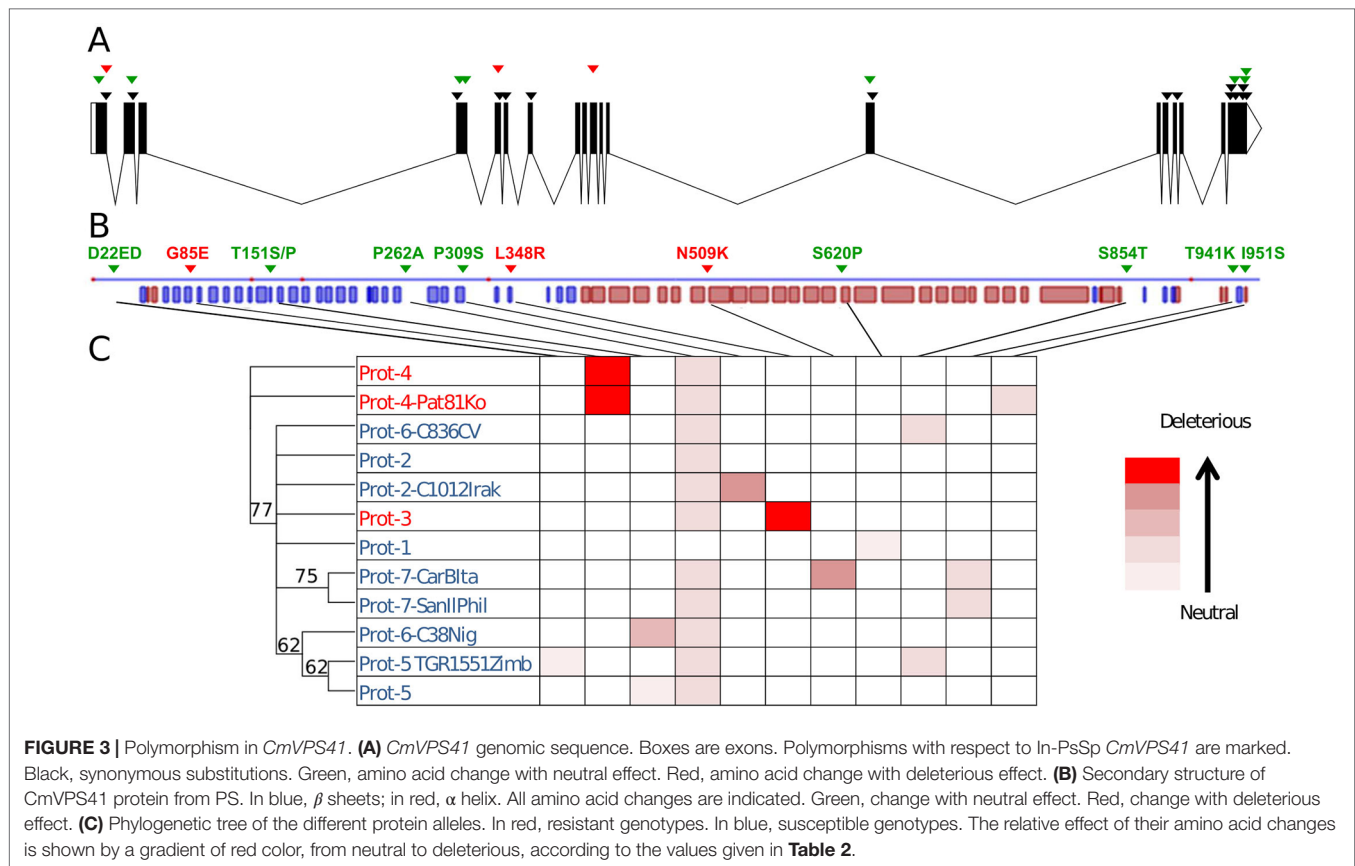 A
B
D22ED G85E T151S/P P262A P309S L348R N509K S620P S854T T941K I951S
C
Prot-4
Prot-4-Pat81Ko
Prot-6-C836CV
Prot-2
Prot-2-C1012Irak
Prot-3
Prot-1
Prot-7-CarBIta
Prot-7-SanIlPhil
Prot-6-C38Nig
Prot-5 TGR1551Zimb
Prot-5
77
75
62
62
Deleterious
Neutral
FIGURE 3 | Polymorphism in CmVPS41. (A) CmVPS41 genomic sequence. Boxes are exons. Polymorphisms with respect to In-PsSp CmVPS41 are marked.
Black, synonymous substitutions. Green, amino acid change with neutral effect. Red, amino acid change with deleterious effect. (B) Secondary structure of
CmVPS41 protein from PS. In blue, β sheets; in red, α helix. All amino acid changes are indicated. Green, change with neutral effect. Red, change with deleterious
effect. (C) Phylogenetic tree of the different protein alleles. In red, resistant genotypes. In blue, susceptible genotypes. The relative effect of their amino acid changes
is shown by a gradient of red color, from neutral to deleterious, according to the values given in Table 2.